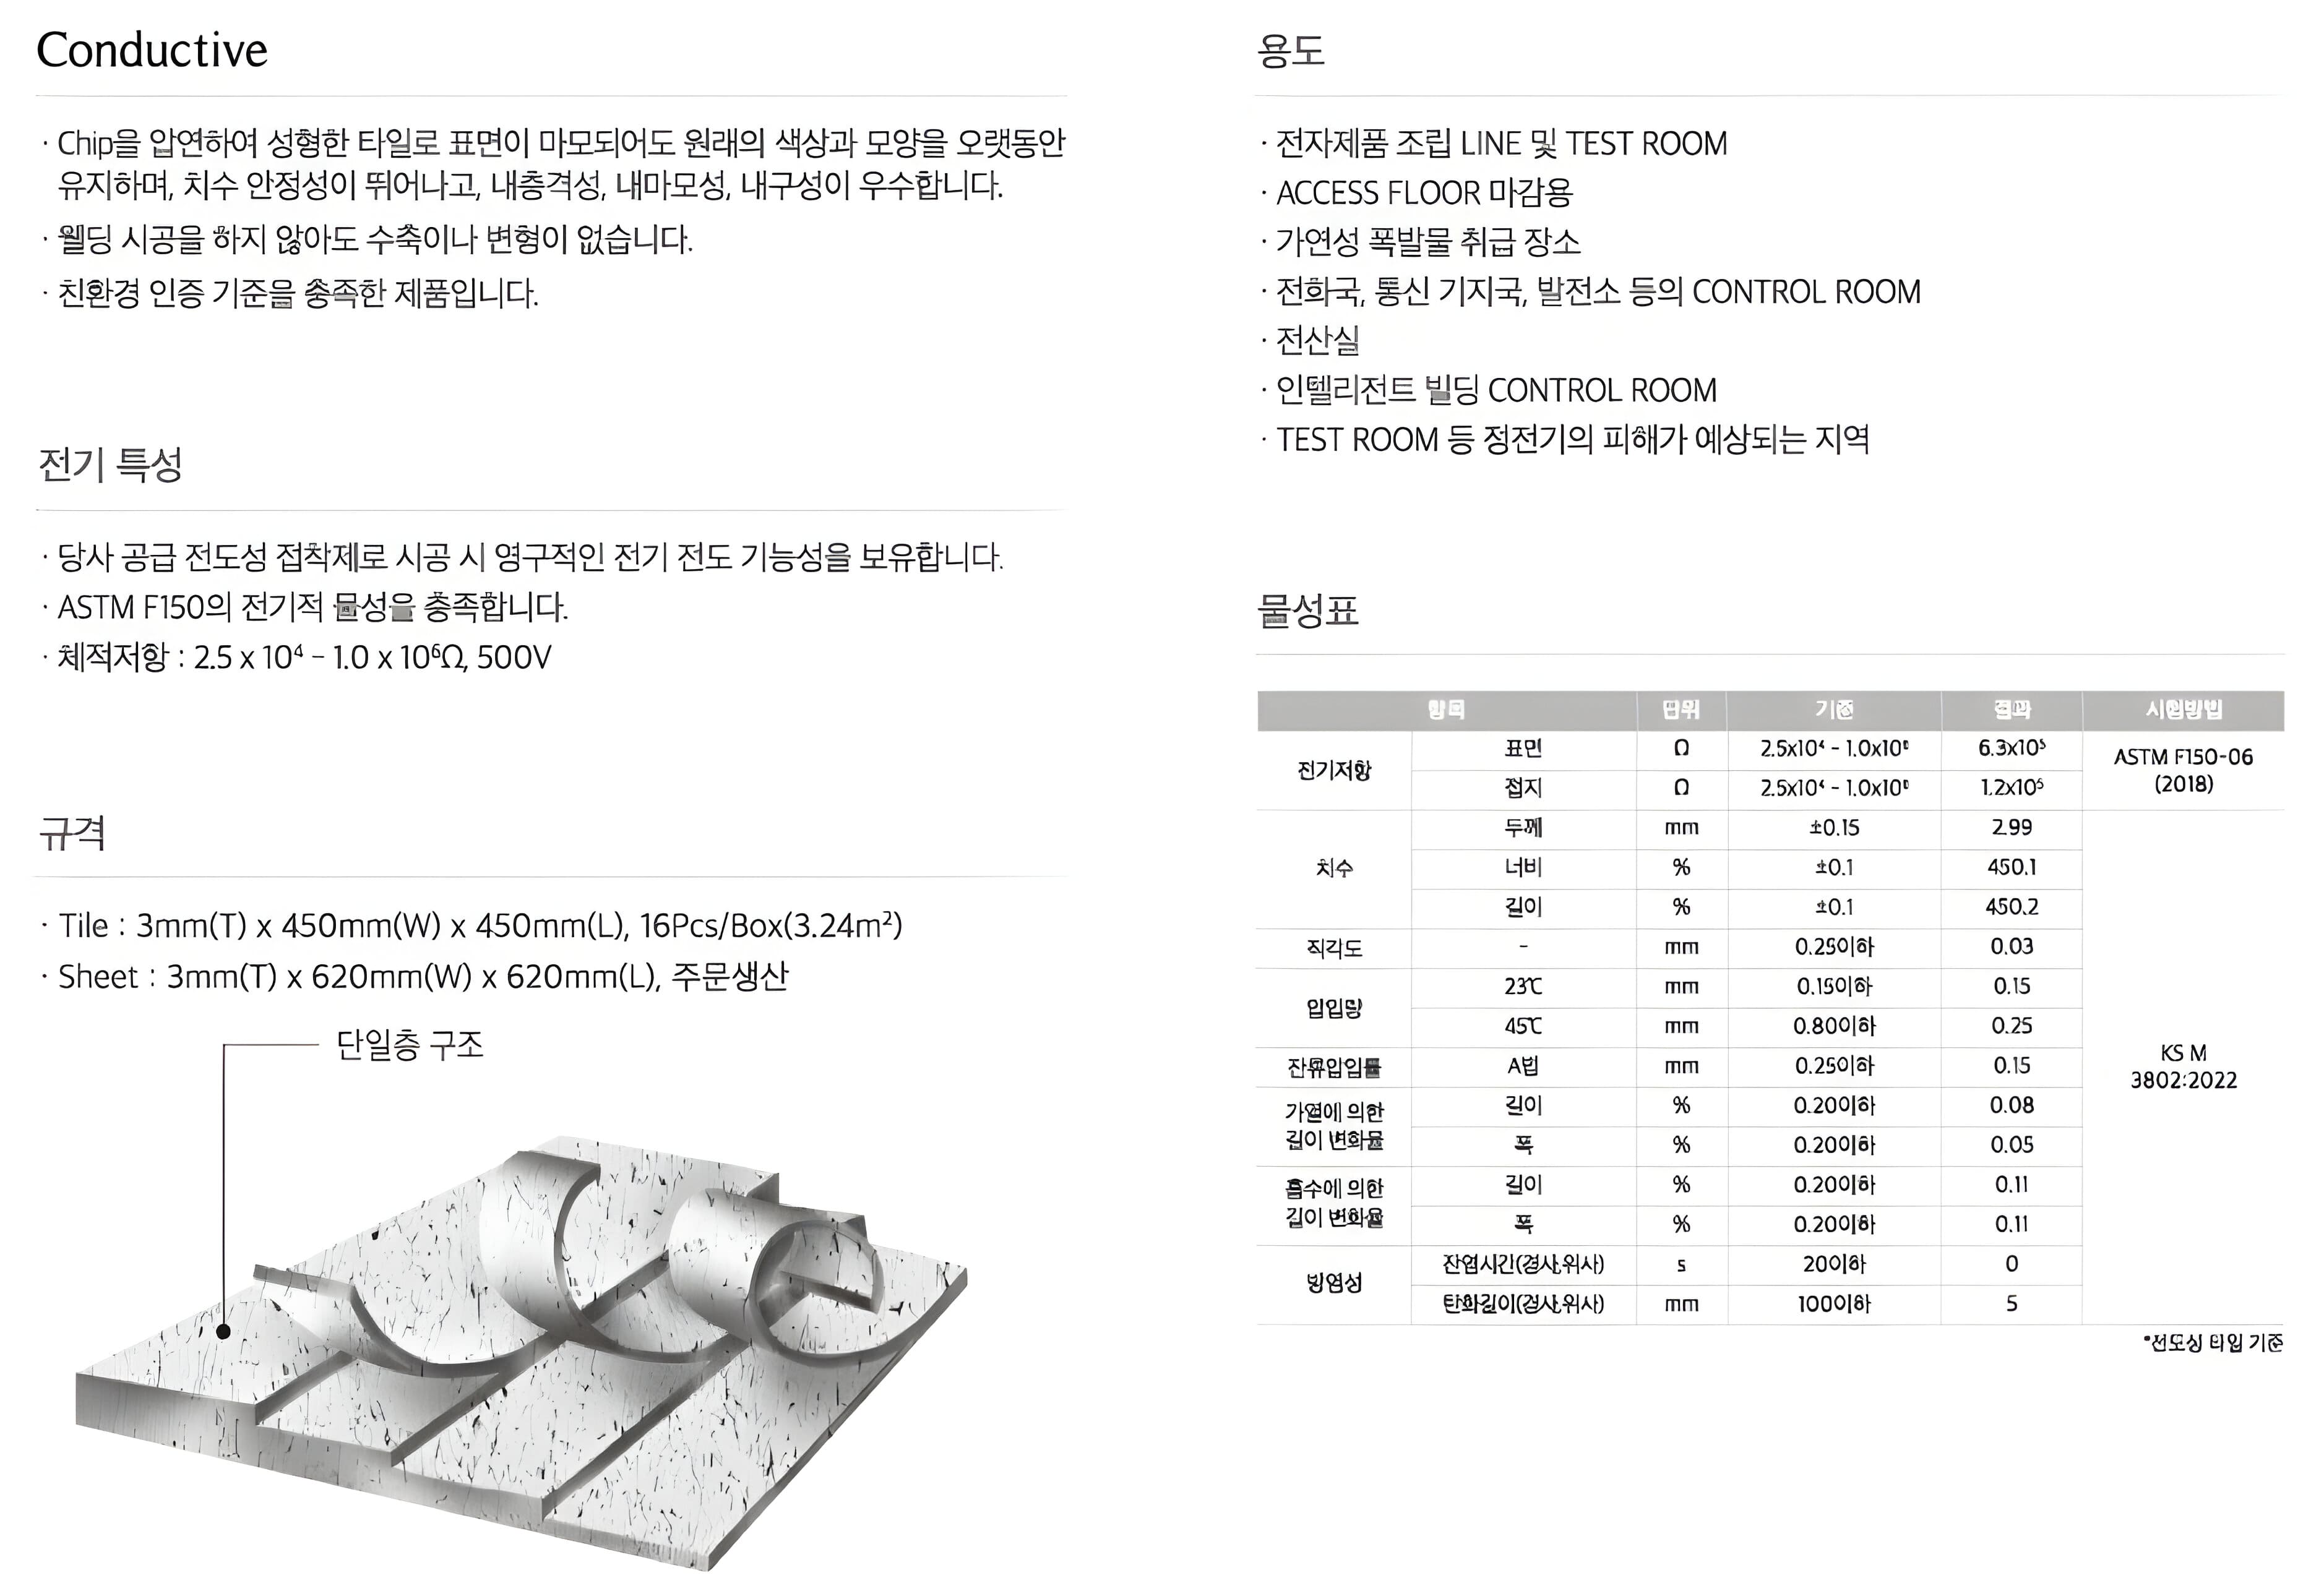 Conductive
· Chip을 압연하여 성형한 타일로 표면이 마모되어도 원래의 색상과 모양을 오랫동안
유지하며, 치수 안정성이 뛰어나고, 내충격성, 내마모성, 내구성이 우수합니다.
· 웰딩 시공을 하지 않아도 수축이나 변형이 없습니다.
· 친환경 인증 기준을 충족한 제품입니다.
전기 특성
· 당사 공급 전도성 접착제로 시공 시 영구적인 전기 전도 기능성을 보유합니다.
· ASTM F150의 전기적 물성을 충족합니다.
· 체적저항 : 2.5 x 10⁴ – 1.0 x 10⁶Ω, 500V
규격
· Tile : 3mm(T) x 450mm(W) x 450mm(L), 16Pcs/Box(3.24m²)
· Sheet : 3mm(T) x 620mm(W) x 620mm(L), 주문생산
단일층 구조
용도
· 전자제품 조립 LINE 및 TEST ROOM
· ACCESS FLOOR 마감용
· 가연성 폭발물 취급 장소
· 전화국, 통신 기지국, 발전소 등의 CONTROL ROOM
· 전산실
· 인텔리전트 빌딩 CONTROL ROOM
· TEST ROOM 등 정전기의 피해가 예상되는 지역
물성표
항목 단위 기준 결과 시험방법
전기저항 표면 Ω 2.5x10⁴ – 1.0x10⁶ 6.3x10⁵ ASTM F150-06
(2018)
접지 Ω 2.5x10⁴ – 1.0x10⁶ 1.2x10⁵
치수 두께 mm ±0.15 2.99
너비 % ±0.1 450.1
길이 % ±0.1 450.2
직각도 – mm 0.25이하 0.03
압입량 23℃ mm 0.15이하 0.15
45℃ mm 0.80이하 0.25
잔류압입률 A법 mm 0.25이하 0.15
KS M
3802:2022
가열에 의한
길이 변화율
길이 % 0.20이하 0.08
폭 % 0.20이하 0.05
흡수에 의한
길이 변화율
길이 % 0.20이하 0.11
폭 % 0.20이하 0.11
방염성 잔염시간(경사,위사) s 20이하 0
탄화길이(경사,위사) mm 100이하 5
*전도성 타일 기준